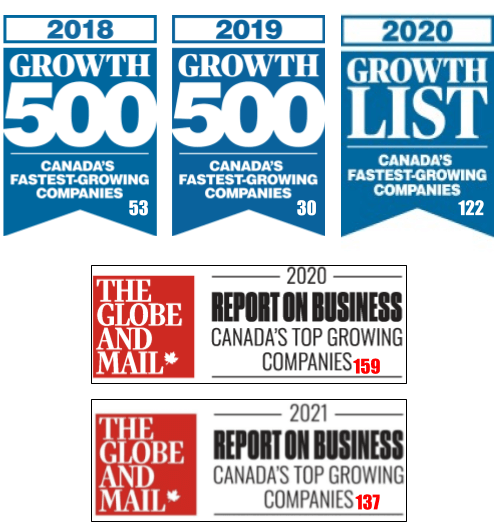 2018
GROWTH
500
CANADA'S
FASTEST-GROWING
COMPANIES
53
2019
GROWTH
500
CANADA'S
FASTEST-GROWING
COMPANIES
30
2020
GROWTH
LIST
CANADA'S
FASTEST-GROWING
COMPANIES
122
THE
GLOBE
AND
MAIL
2020
REPORT ON BUSINESS
CANADA'S TOP GROWING
COMPANIES 159
THE
GLOBE
AND
MAIL
2021
REPORT ON BUSINESS
CANADA'S TOP GROWING
COMPANIES 137